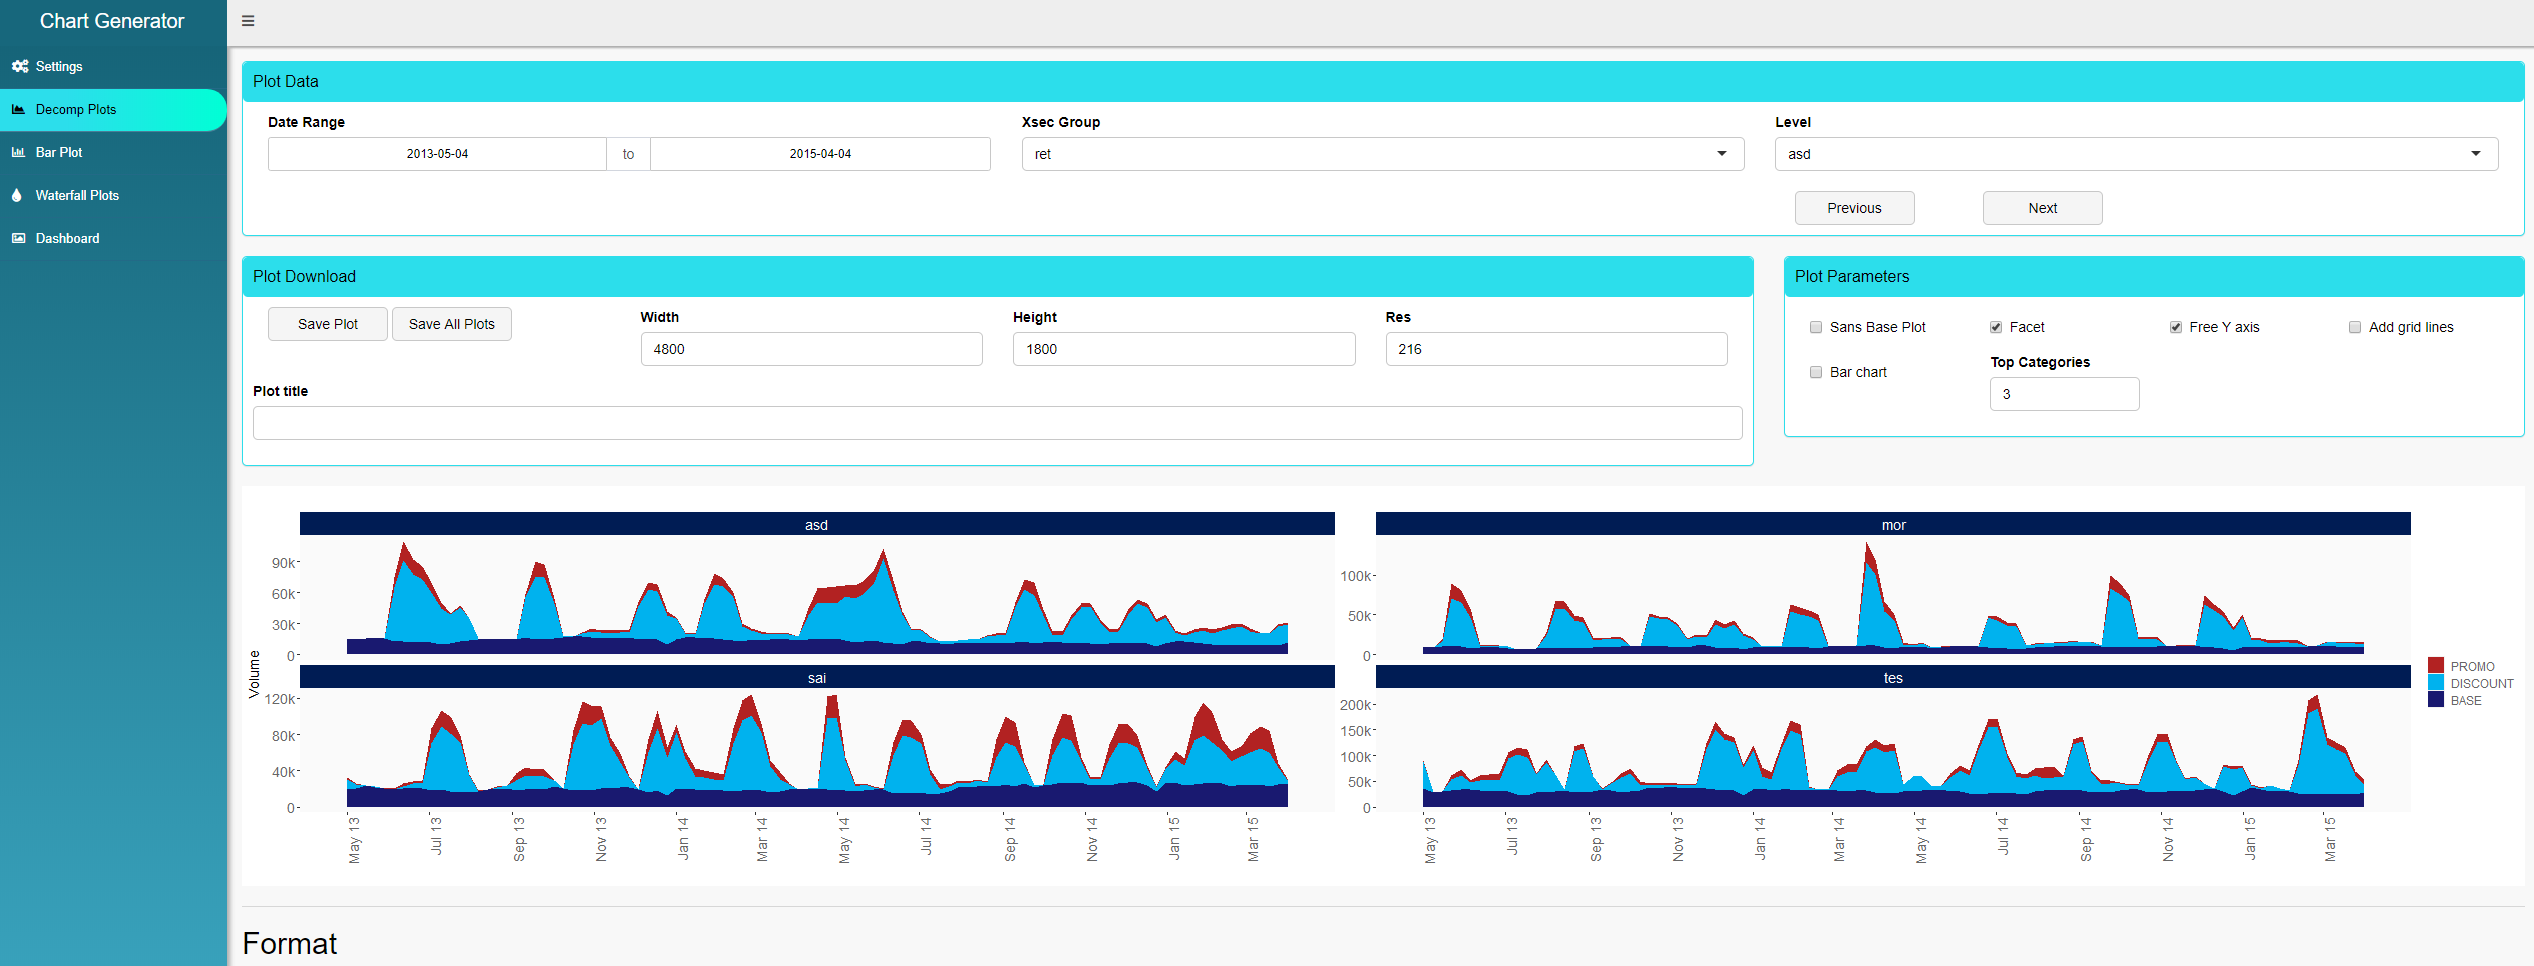 Chart Generator
Settings
Decomp Plots
Bar Plot
Waterfall Plots
Dashboard
Plot Data
Date Range
Xsec Group
Level
2013-05-04 to 2015-04-04
ret
asd
Previous
Next
Plot Download
Save Plot
Save All Plots
Width
Height
Res
4800
1800
216
Plot title
Plot Parameters
Sans Base Plot
Facet
Free Y axis
Add grid lines
Bar chart
Top Categories
3
Volume
asd
90k
60k
30k
0
mor
100k
50k
0
sai
120k
80k
40k
0
May 13
Jul 13
Sep 13
Nov 13
Jan 14
Mar 14
May 14
Jul 14
Sep 14
Nov 14
Jan 15
Mar 15
tes
200k
150k
100k
50k
0
May 13
Jul 13
Sep 13
Nov 13
Jan 14
Mar 14
May 14
Jul 14
Sep 14
Nov 14
Jan 15
Mar 15
PROMO
DISCOUNT
BASE
Format